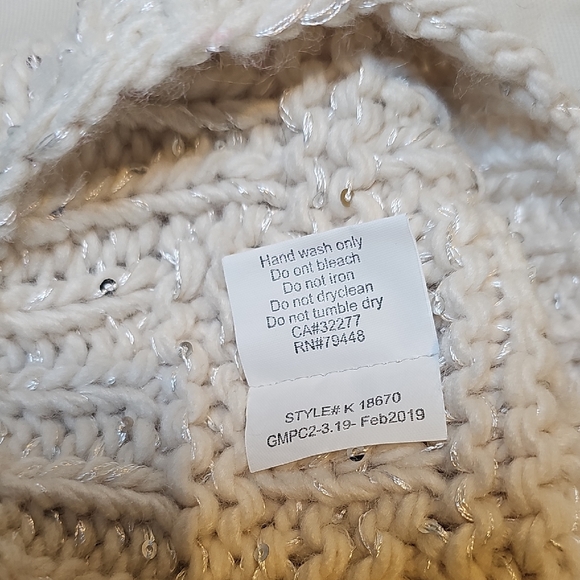 Hand wash only
Do ont bleach
Do not iron
Do not dryclean
Do not tumble dry
CA#32277
RN#79448
STYLE# K 18670
GMPC2-3.19- Feb2019